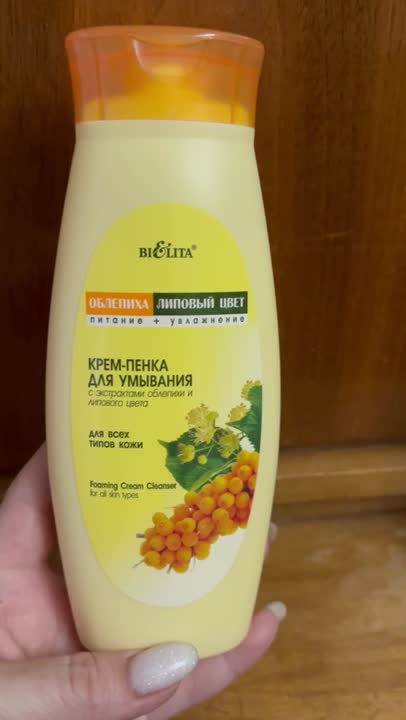 BIELITA®
ОБЛЕПИХА ЛИПОВЫЙ ЦВЕТ
питание + увлажнение
КРЕМ-ПЕНКА
ДЛЯ УМЫВАНИЯ
с экстрактами облепихи и
липового цвета
для всех
типов кожи
Foaming Cream Cleanser
for all skin types